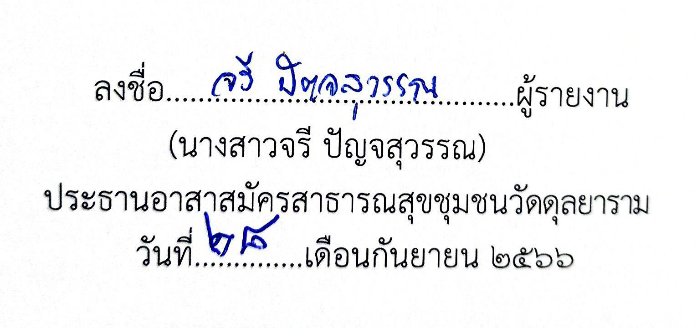 ลงชื่อ....จรี ปัญจสุวรรณ....ผู้รายงาน
(นางสาวจรี ปัญจสุวรรณ)
ประธานอาสาสมัครสาธารณสุขชุมชนวัดดุลยาราม
วันที่....๒๘....เดือนกันยายน ๒๕๖๖